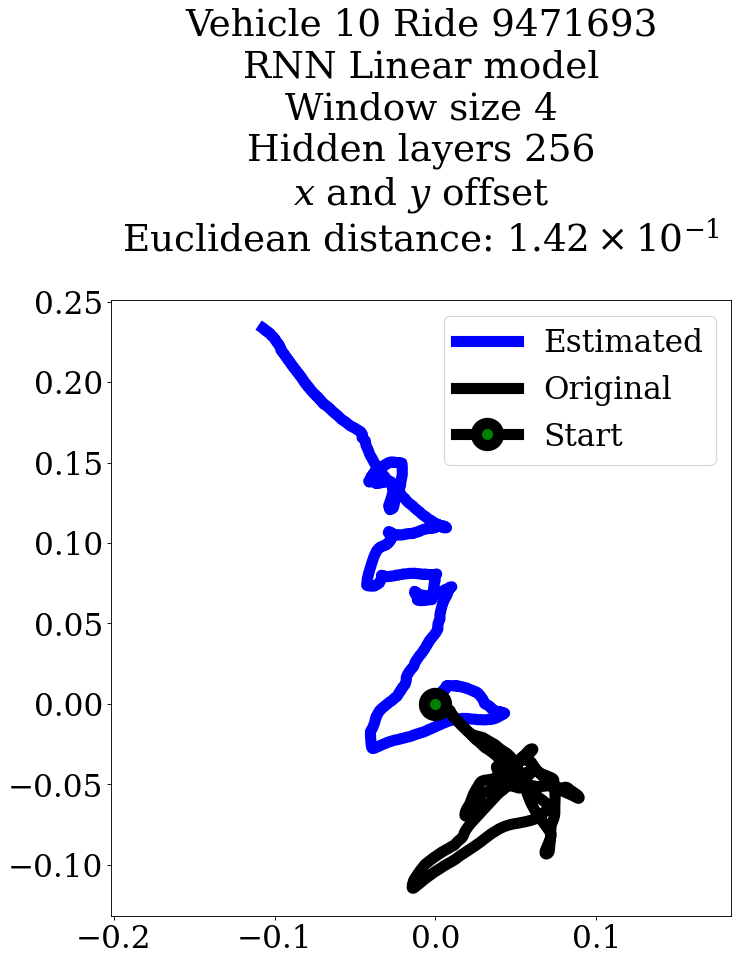 Vehicle 10 Ride 9471693
RNN Linear model
Window size 4
Hidden layers 256
x and y offset
Euclidean distance: 1.42 × 10⁻¹
0.25
0.20
0.15
0.10
0.05
0.00
−0.05
−0.10
Estimated
Original
Start
−0.2
−0.1
0.0
0.1